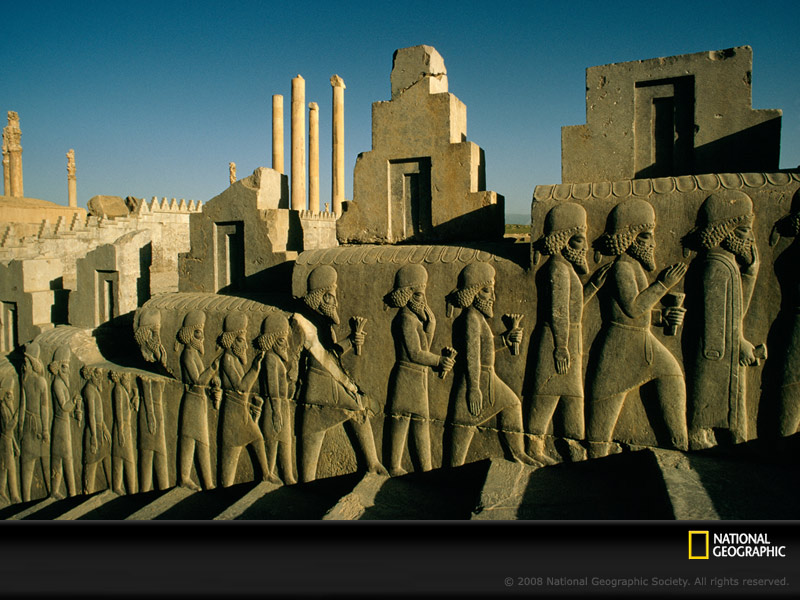 NATIONAL
GEOGRAPHIC
© 2008 National Geographic Society. All rights reserved.